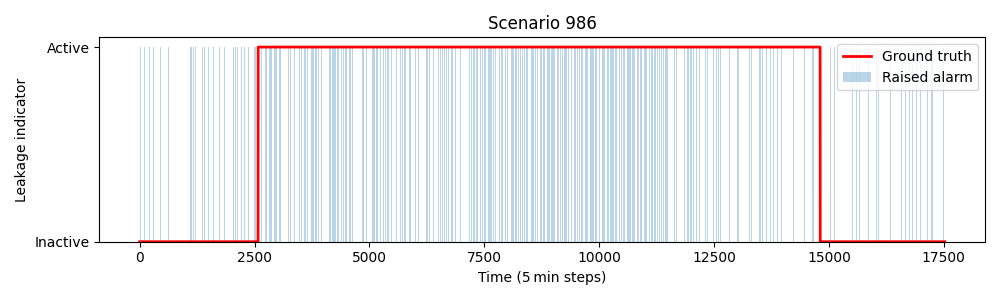 Scenario 986
Active
Inactive
Leakage indicator
Ground truth
Raised alarm
0 2500 5000 7500 10000 12500 15000 17500
Time (5 min steps)